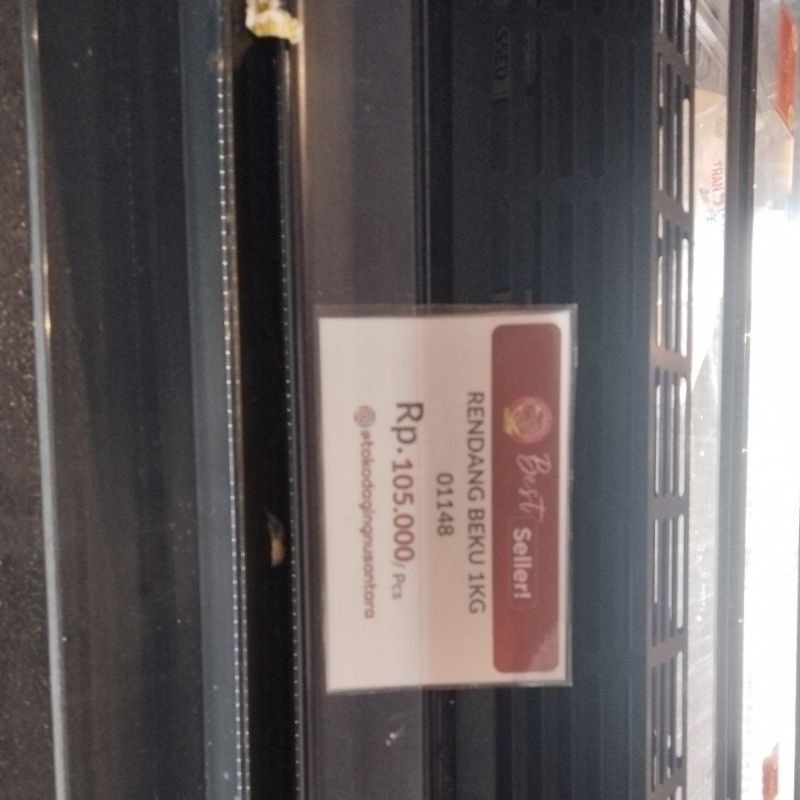 Best Seller!
RENDANG BEKU 1KG
01148
Rp. 105.000/ Pcs
@tokodagingnusantara